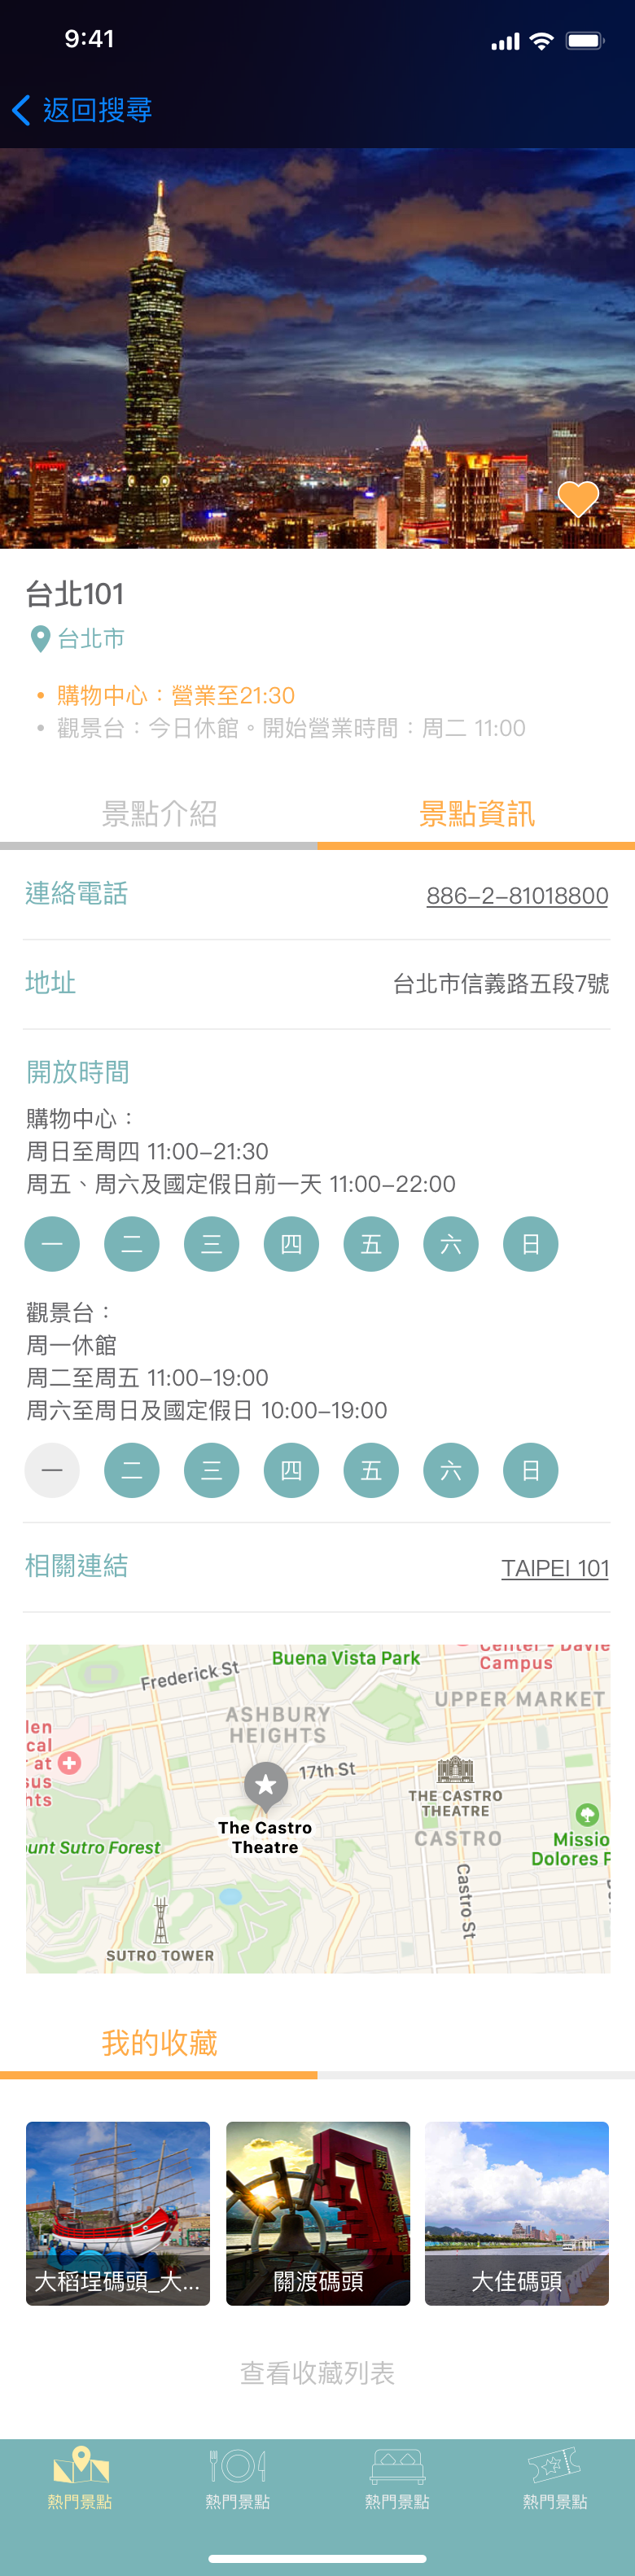 9:41
返回搜尋
台北101
台北市
• 購物中心：營業至21:30
• 觀景台：今日休館。開始營業時間：周二 11:00
景點介紹
景點資訊
連絡電話
886-2-81018800
地址
台北市信義路五段7號
開放時間
購物中心：
周日至周四 11:00-21:30
周五、周六及國定假日前一天 11:00-22:00
一 二 三 四 五 六 日
觀景台：
周一休館
周二至周五 11:00-19:00
周六至周日及國定假日 10:00-19:00
一 二 三 四 五 六 日
相關連結
TAIPEI 101
Buena Vista Park
Center - Davie
Campus
Frederick St
ASHBURY
HEIGHTS
UPPER MARKET
17th St
THE CASTRO
THEATRE
The Castro
Theatre
CASTRO
Missio
Dolores P
unt Sutro Forest
Castro St
SUTRO TOWER
我的收藏
大稻埕碼頭_大...
關渡碼頭
大佳碼頭
查看收藏列表
熱門景點
熱門景點
熱門景點
熱門景點